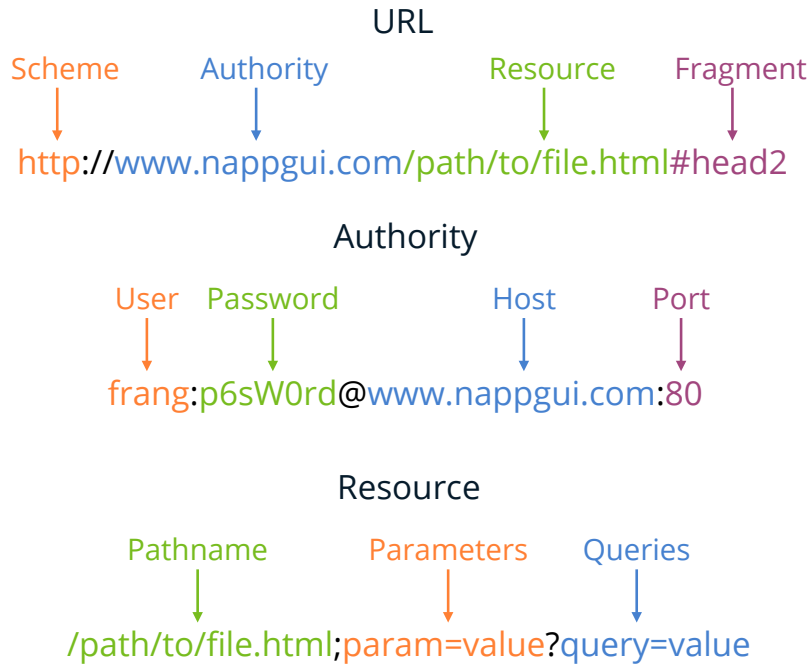 URL
Scheme Authority Resource Fragment
http://www.nappgui.com/path/to/file.html#head2
Authority
User Password Host Port
frang:p6sW0rd@www.nappgui.com:80
Resource
Pathname Parameters Queries
/path/to/file.html;param=value?query=value